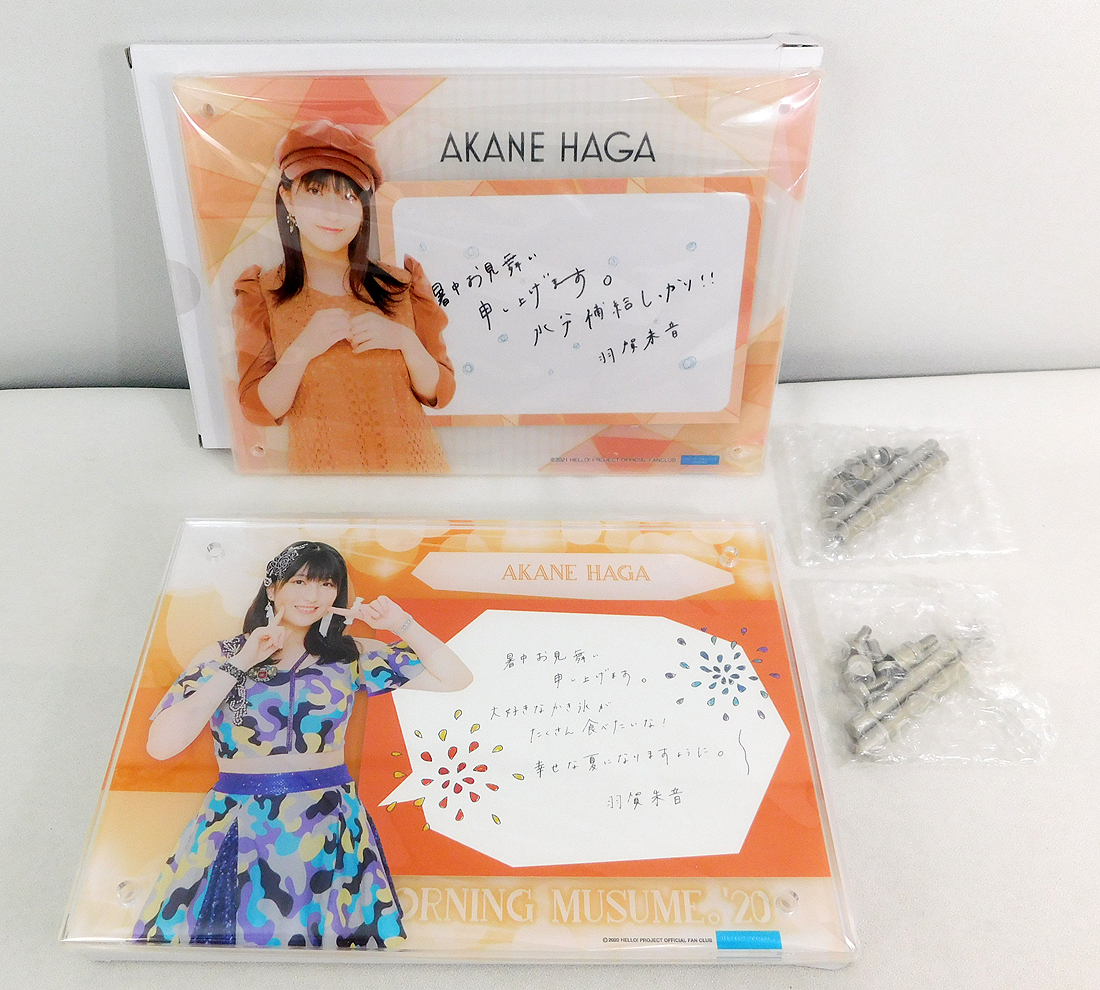 AKANE HAGA
暑中お見舞い
申し上げます。
水分補給しっかり!!
羽賀朱音
©2021 HELLO! PROJECT OFFICIAL FANCLUB
AKANE HAGA
暑中お見舞い
申し上げます。
大好きなかき氷が
たくさん食べたいな!
幸せな夏になりますように。
羽賀朱音
ORNING MUSUME。'20
©2020 HELLO! PROJECT OFFICIAL FAN CLUB